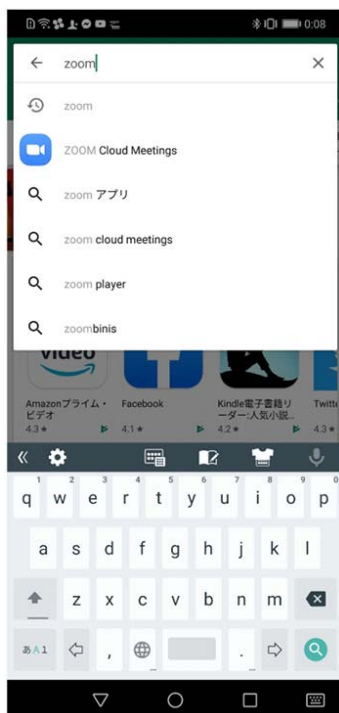 0:08
zoom
zoom
ZOOM Cloud Meetings
zoom アプリ
zoom cloud meetings
zoom player
zoombinis
video
Amazonプライム・
ビデオ
4.3★
Facebook
4.1★
Kindle電子書籍リ
ーダー:人気小説...
4.2★
Twitt
4.3★
1 2 3 4 5 6 7 8 9 0
q w e r t y u i o p
a s d f g h j k l
z x c v b n m
あA1 , .